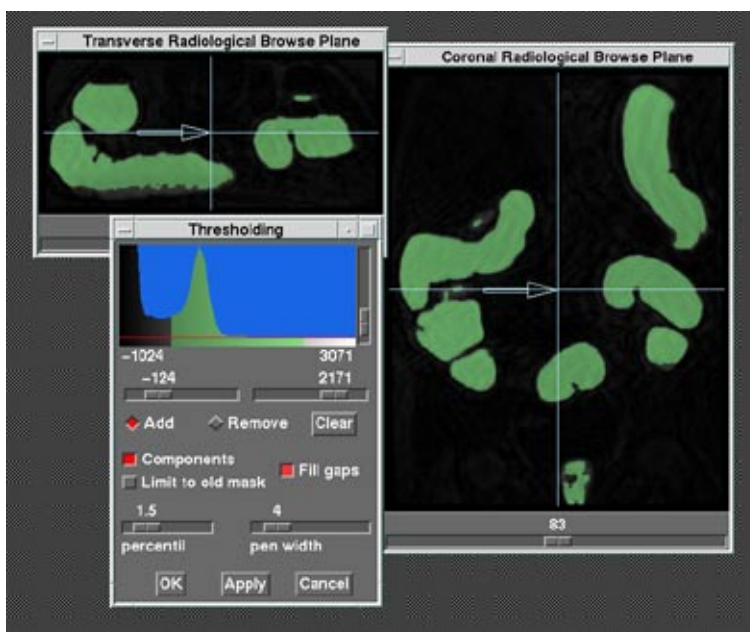 Transverse Radiological Browse Plane
Coronal Radiological Browse Plane
Thresholding
-1024 3071
-124 2171
Add Remove Clear
Components
Limit to old mask
Fill gaps
1.5 4
percentil pen width
OK Apply Cancel
83